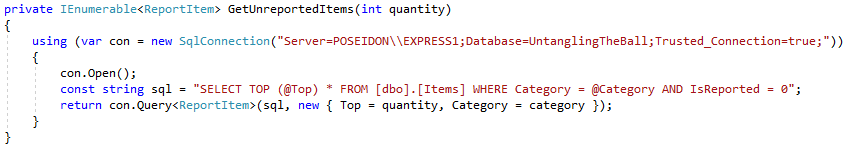 private IEnumerable<ReportItem> GetUnreportedItems(int quantity)
{
    using (var con = new SqlConnection("Server=POSEIDON\\EXPRESS1;Database=UntanglingTheBall;Trusted_Connection=true;"))
    {
        con.Open();
        const string sql = "SELECT TOP (@Top) * FROM [dbo].[Items] WHERE Category = @Category AND IsReported = 0";
        return con.Query<ReportItem>(sql, new { Top = quantity, Category = category });
    }
}